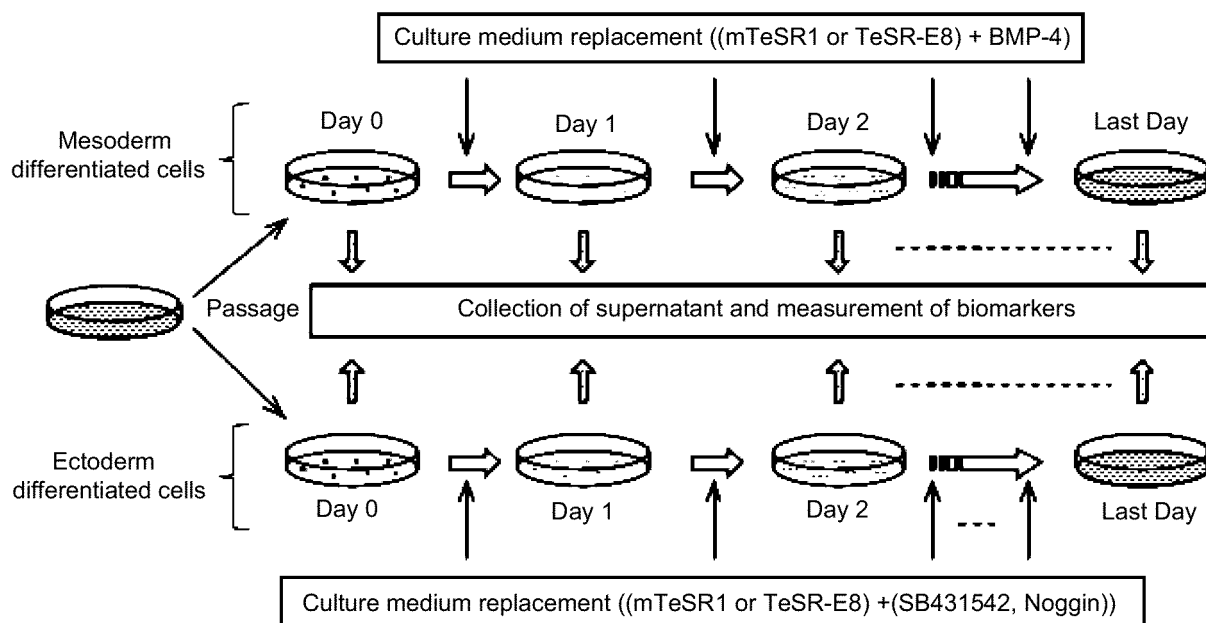 Culture medium replacement ((mTeSR1 or TeSR-E8) + BMP-4)
Mesoderm
differentiated cells
Day 0
Day 1
Day 2
Last Day
Passage
Collection of supernatant and measurement of biomarkers
Ectoderm
differentiated cells
Day 0
Day 1
Day 2
Last Day
Culture medium replacement ((mTeSR1 or TeSR-E8) +(SB431542, Noggin))